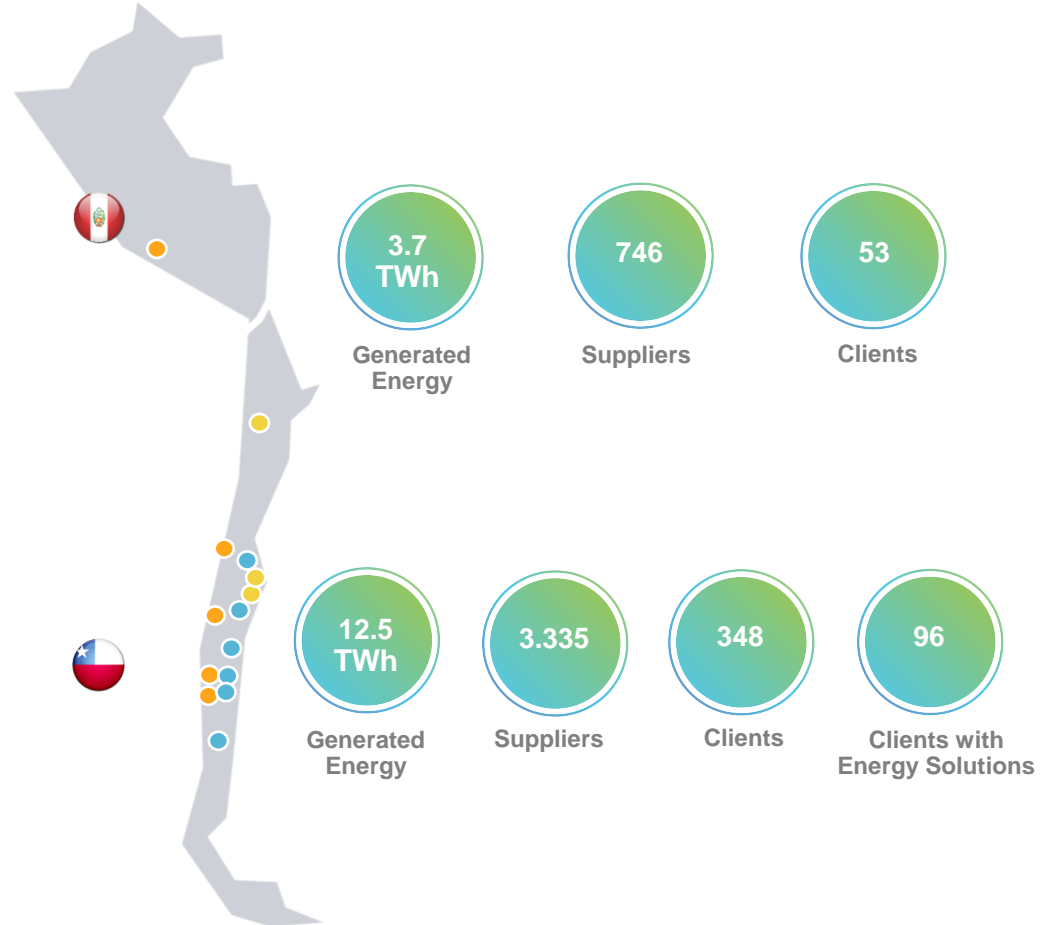 3.7
TWh
746
53
Generated
Energy
Suppliers
Clients
12.5
TWh
3.335
348
96
Generated
Energy
Suppliers
Clients
Clients with
Energy Solutions